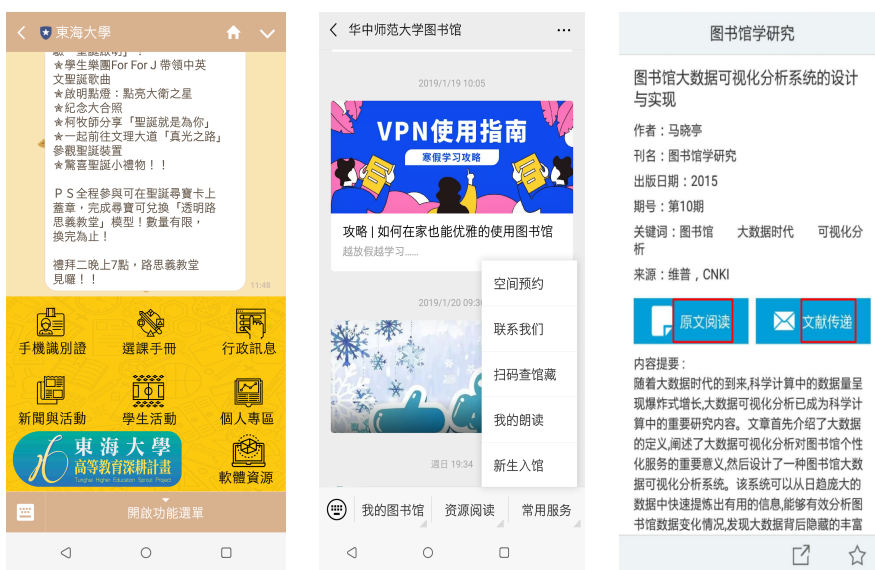 東海大學
驗「聖誕啟明」！
★學生樂團For For J 帶領中英
文聖誕歌曲
★啟明點燈：點亮大衛之星
★紀念大合照
★柯牧師分享「聖誕就是為你」
★一起前往文理大道「真光之路」
參觀聖誕裝置
★驚喜聖誕小禮物！！
ＰＳ全程參與可在聖誕尋寶卡上
蓋章，完成尋寶可兌換「透明路
思義教堂」模型！數量有限，
換完為止！
禮拜二晚上7點，路思義教堂
見囉！！
11:48
手機識別證
選課手冊
行政訊息
新聞與活動
學生活動
個人專區
東海大學
高等教育深耕計畫
Tunghai Higher Education Sprout Project
軟體資源
開啟功能選單
华中师范大学图书馆
2019/1/19 10:05
VPN使用指南
寒假学习攻略
攻略 | 如何在家也能优雅的使用图书馆
越放假越学习......
2019/1/20 09:30
空间预约
联系我们
扫码查馆藏
我的朗读
新生入馆
週日 19:34
我的图书馆
资源阅读
常用服务
图书馆学研究
图书馆大数据可视化分析系统的设计
与实现
作者：马晓亭
刊名：图书馆学研究
出版日期：2015
期号：第10期
关键词：图书馆 大数据时代 可视化分
析
来源：维普，CNKI
原文阅读
文献传递
内容提要：
随着大数据时代的到来,科学计算中的数据量呈
现爆炸式增长,大数据可视化分析已成为科学计
算中的重要研究内容。文章首先介绍了大数据
的定义,阐述了大数据可视化分析对图书馆个性
化服务的重要意义,然后设计了一种图书馆大数
据可视化分析系统。该系统可以从日趋庞大的
数据中快速提炼出有用的信息,能够有效分析图
书馆数据变化情况,发现大数据背后隐藏的丰富